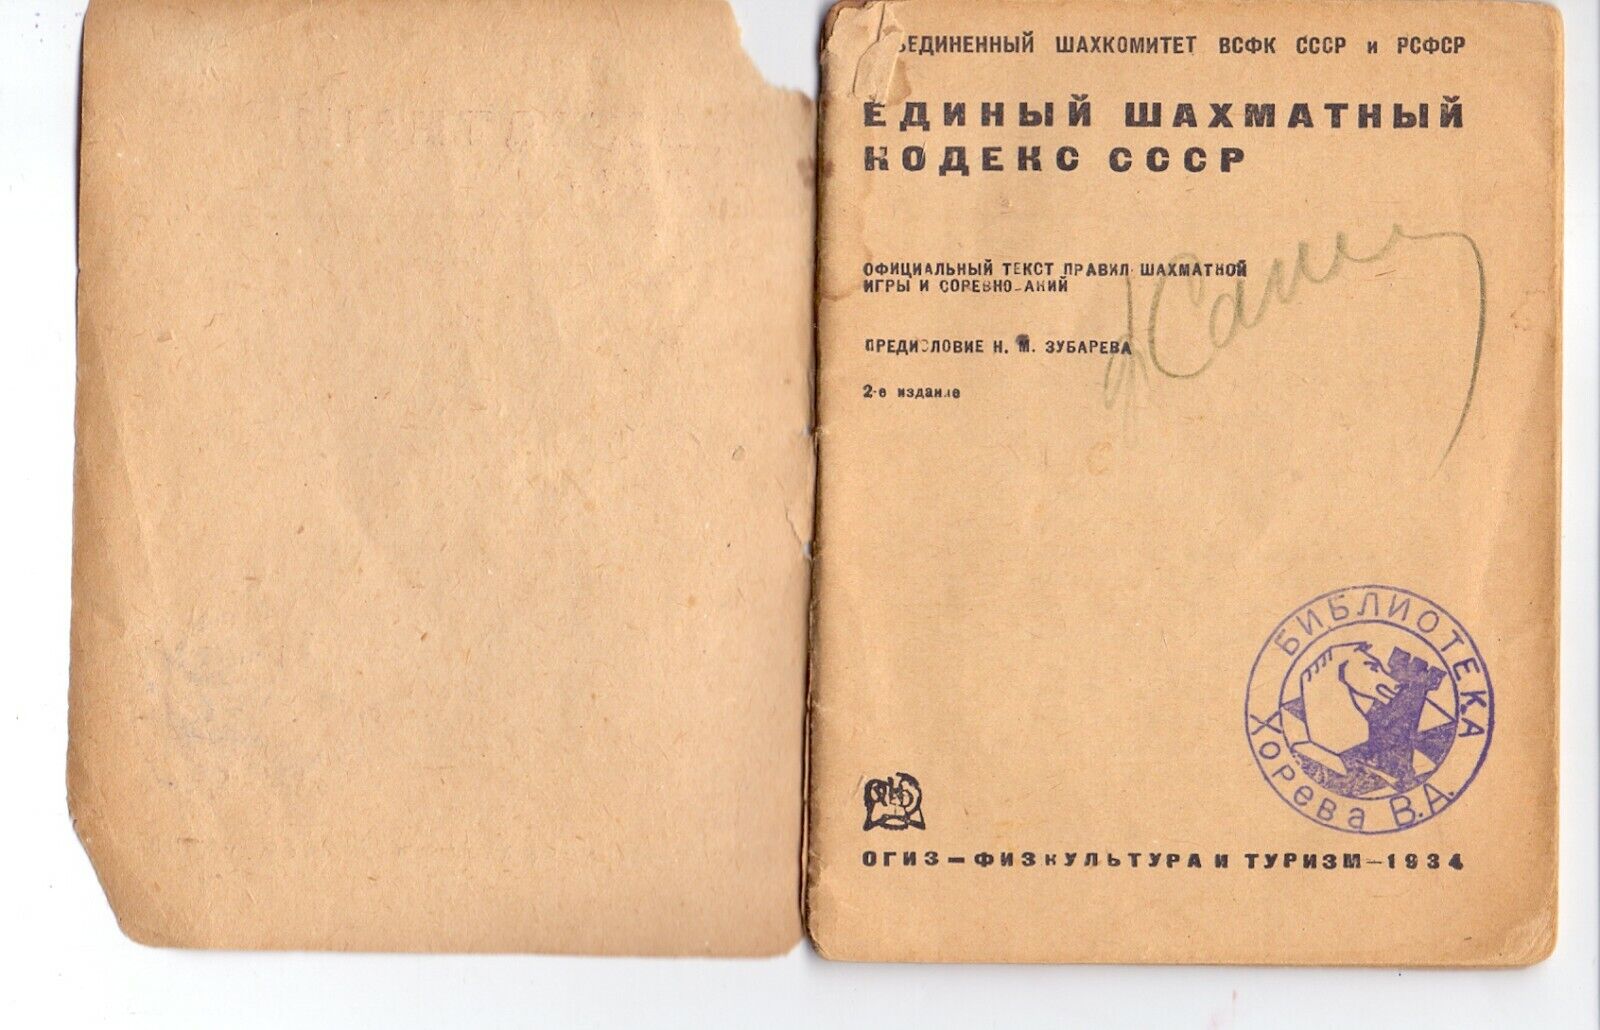 ЪЕДИНЕННЫЙ ШАХКОМИТЕТ ВСФК СССР и РСФСР
ЕДИНЫЙ ШАХМАТНЫЙ
КОДЕКС СССР
ОФИЦИАЛЬНЫЙ ТЕКСТ ПРАВИЛ ШАХМАТНОЙ
ИГРЫ И СОРЕВНО АНИЙ
ПРЕДИСЛОВИЕ Н. М. ЗУБАРЕВА
2-е издание
БИБЛИОТЕКА
Хорева В.А.
ОГИЗ — ФИЗКУЛЬТУРА И ТУРИЗМ — 1934